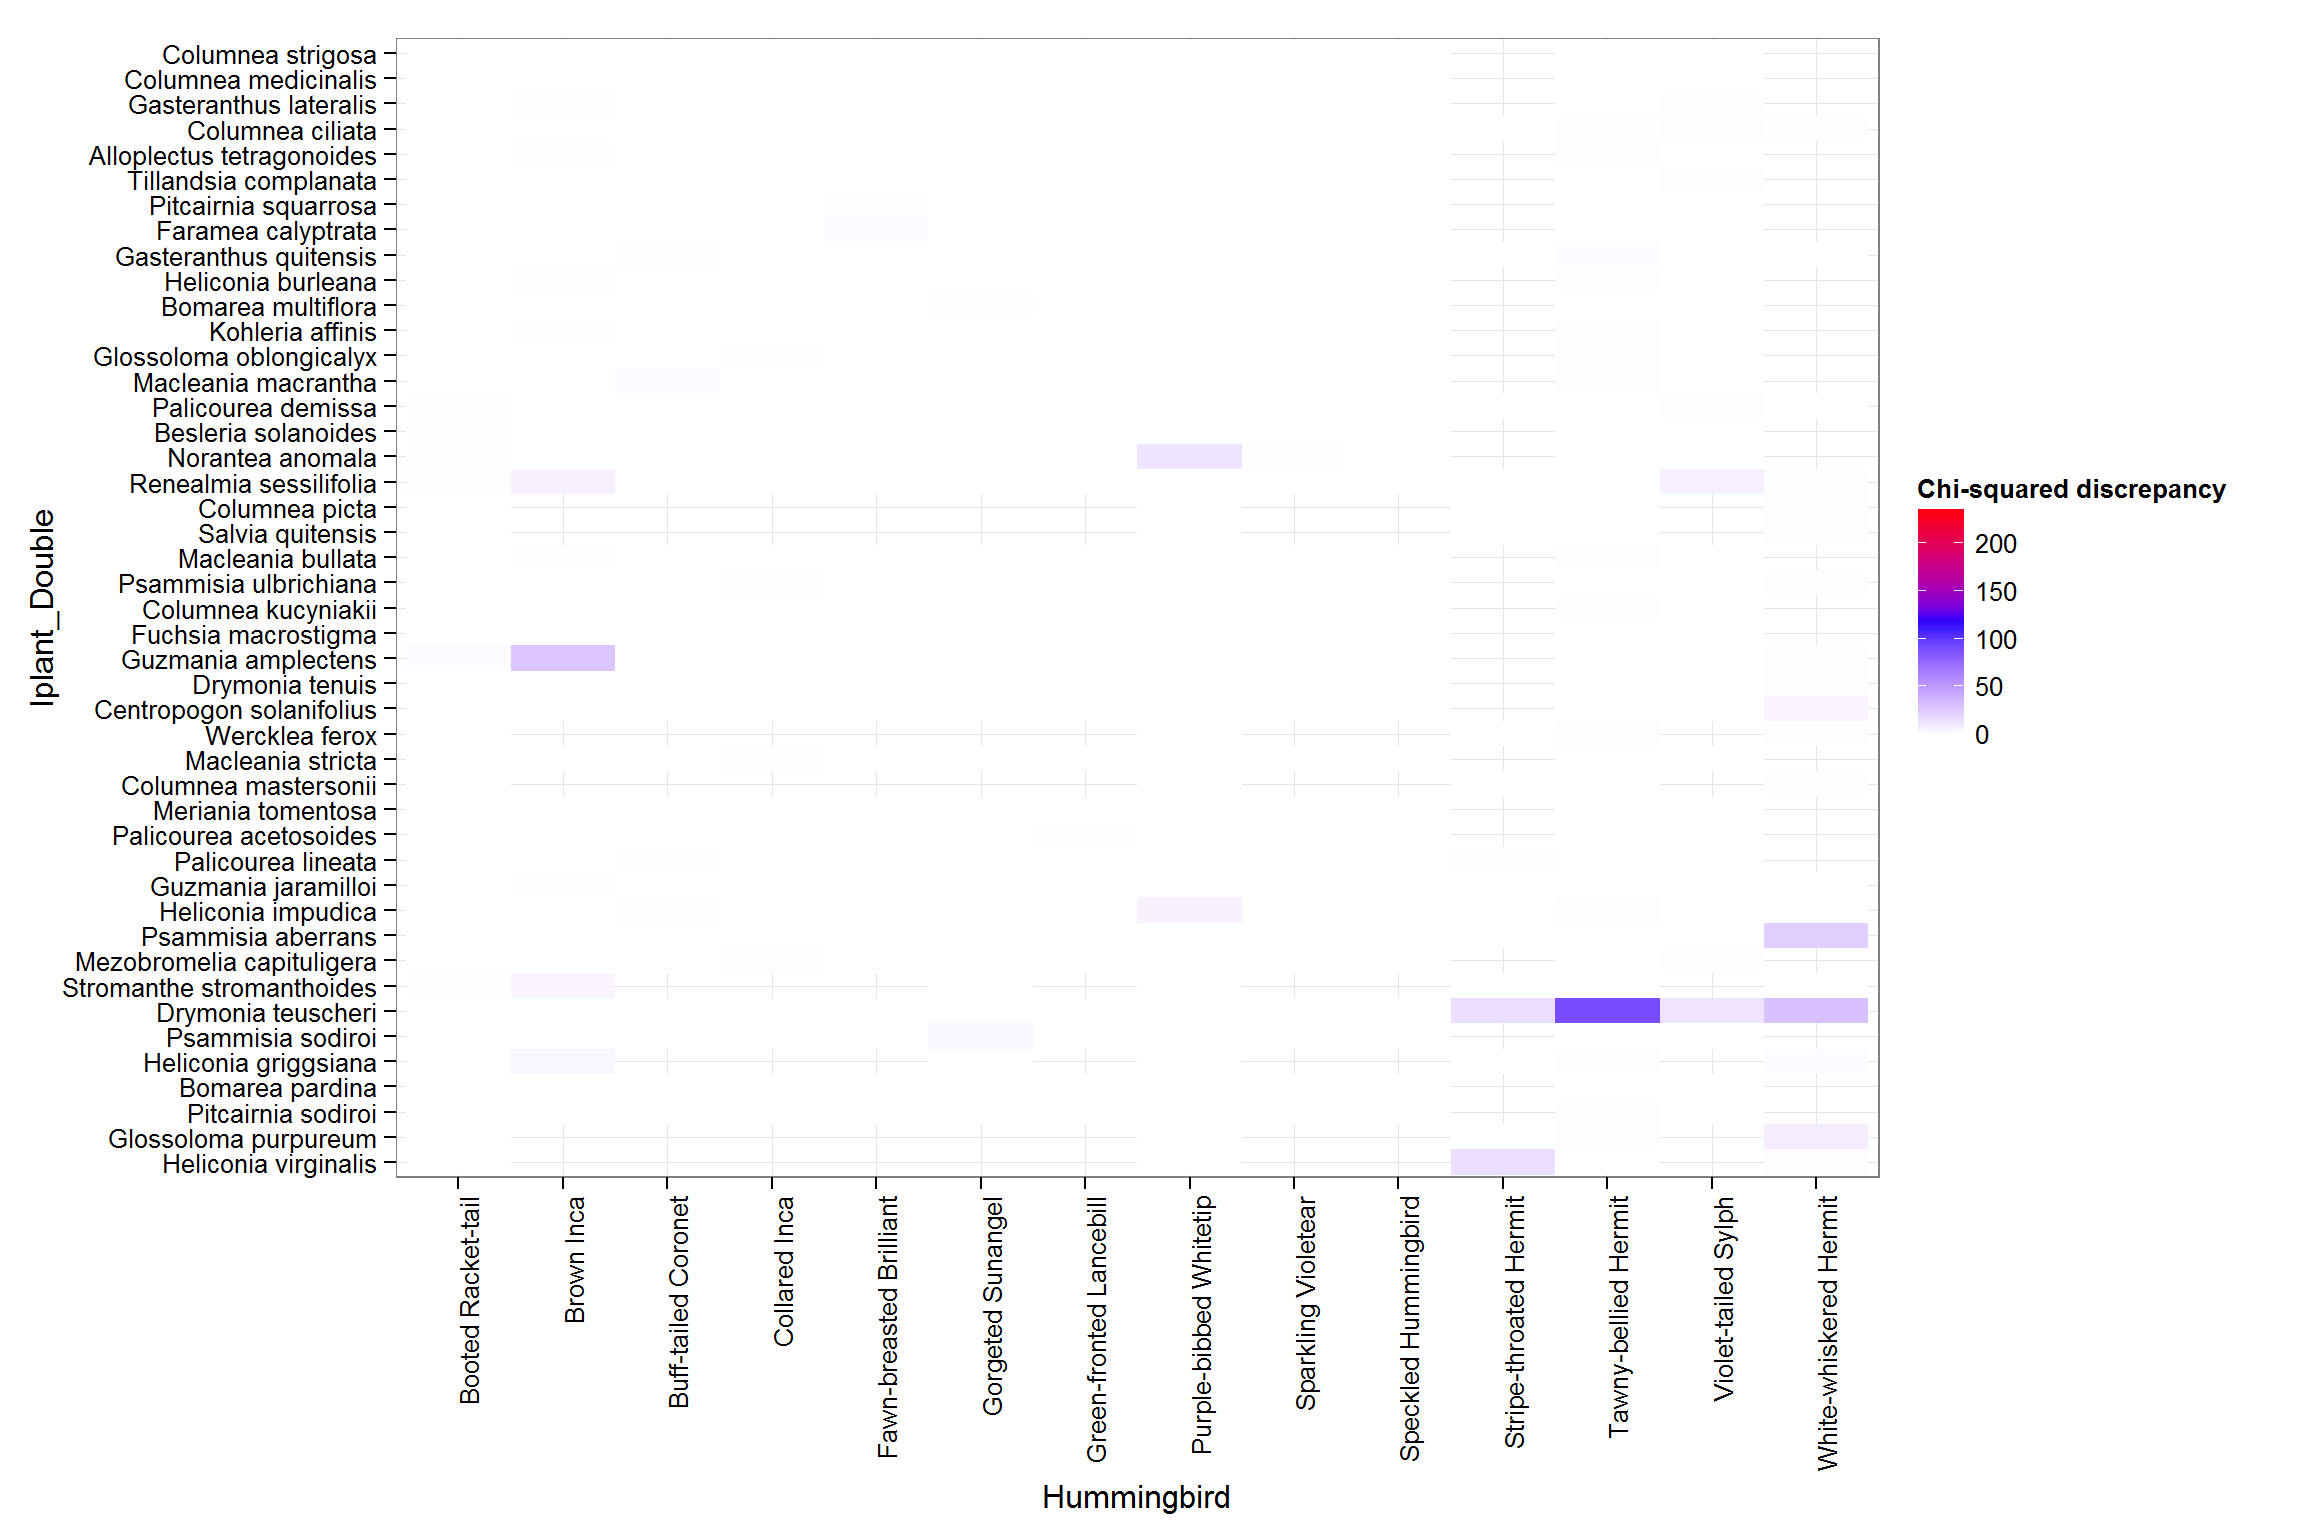 Columnea strigosa
Columnea medicinalis
Gasteranthus lateralis
Columnea ciliata
Alloplectus tetragonoides
Tillandsia complanata
Pitcairnia squarrosa
Faramea calyptrata
Gasteranthus quitensis
Heliconia burleana
Bomarea multiflora
Kohleria affinis
Glossoloma oblongicalyx
Macleania macrantha
Palicourea demissa
Besleria solanoides
Norantea anomala
Renealmia sessilifolia
Columnea picta
Salvia quitensis
Macleania bullata
Psammisia ulbrichiana
Columnea kucyniakii
Fuchsia macrostigma
Guzmania amplectens
Drymonia tenuis
Centropogon solanifolius
Wercklea ferox
Macleania stricta
Columnea mastersonii
Meriania tomentosa
Palicourea acetosoides
Palicourea lineata
Guzmania jaramilloi
Heliconia impudica
Psammisia aberrans
Mezobromelia capituligera
Stromanthe stromanthoides
Drymonia teuscheri
Psammisia sodiroi
Heliconia griggsiana
Bomarea pardina
Pitcairnia sodiroi
Glossoloma purpureum
Heliconia virginalis
Iplant_Double
Booted Racket-tail
Brown Inca
Buff-tailed Coronet
Collared Inca
Fawn-breasted Brilliant
Gorgeted Sunangel
Green-fronted Lancebill
Purple-bibbed Whitetip
Sparkling Violetear
Speckled Hummingbird
Stripe-throated Hermit
Tawny-bellied Hermit
Violet-tailed Sylph
White-whiskered Hermit
Hummingbird
Chi-squared discrepancy
200
150
100
50
0